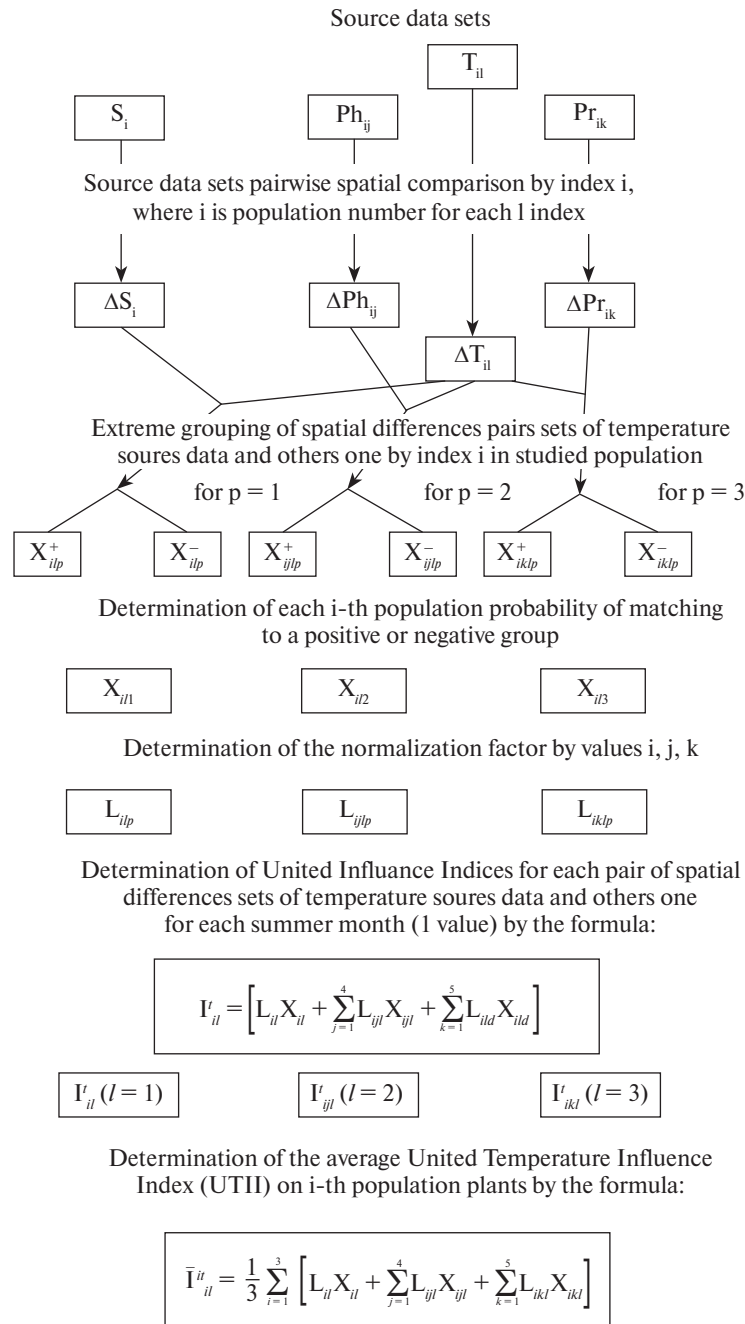 Source data sets
T_il
S_i Ph_ij Pr_ik
Source data sets pairwise spatial comparison by index i,
where i is population number for each l index
ΔS_i ΔPh_ij ΔPr_ik
ΔT_il
Extreme grouping of spatial differences pairs sets of temperature
soures data and others one by index i in studied population
for p = 1 for p = 2 for p = 3
X⁺_ilp X⁻_ilp X⁺_ijlp X⁻_ijlp X⁺_iklp X⁻_iklp
Determination of each i-th population probability of matching
to a positive or negative group
X_il1 X_il2 X_il3
Determination of the normalization factor by values i, j, k
L_ilp L_ijlp L_iklp
Determination of United Influance Indices for each pair of spatial
differences sets of temperature soures data and others one
for each summer month (1 value) by the formula:
I^t_il = [L_il X_il + ∑_{j=1}^{4} L_ijl X_ijl + ∑_{k=1}^{5} L_ild X_ild]
I^t_il (l = 1) I^t_ijl (l = 2) I^t_ikl (l = 3)
Determination of the average United Temperature Influence
Index (UTII) on i-th population plants by the formula:
Ī^it_il = 1/3 ∑_{i=1}^{3} [L_il X_il + ∑_{j=1}^{4} L_ijl X_ijl + ∑_{k=1}^{5} L_ikl X_ikl]